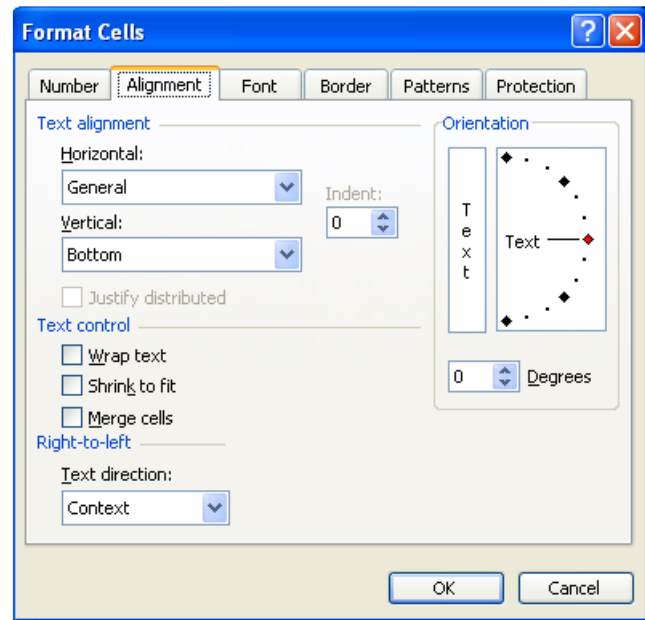 Format Cells
Number Alignment Font Border Patterns Protection
Text alignment
Horizontal:
General
Indent:
0
Vertical:
Bottom
Justify distributed
Text control
Wrap text
Shrink to fit
Merge cells
Right-to-left
Text direction:
Context
Orientation
T
e
x
t
Text
0 Degrees
OK Cancel